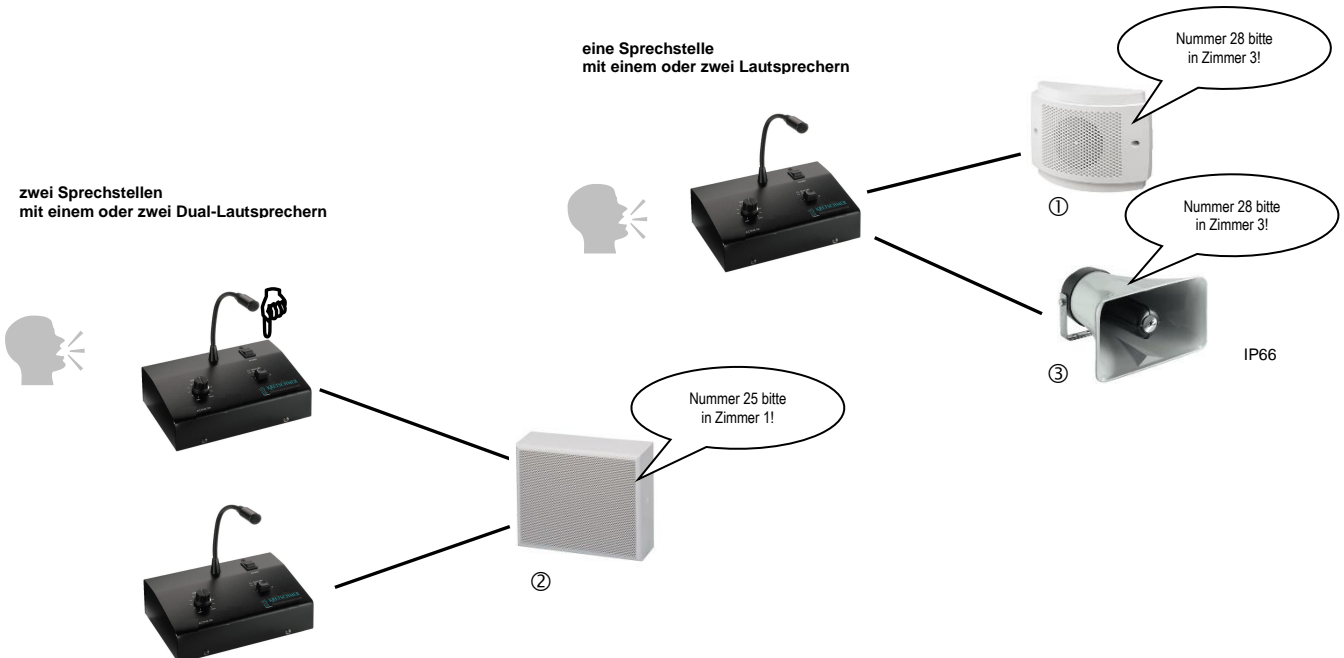 eine Sprechstelle
mit einem oder zwei Lautsprechern
Nummer 28 bitte
in Zimmer 3!
①
Nummer 28 bitte
in Zimmer 3!
③
IP66
zwei Sprechstellen
mit einem oder zwei Dual-Lautsprechern
Nummer 25 bitte
in Zimmer 1!
②